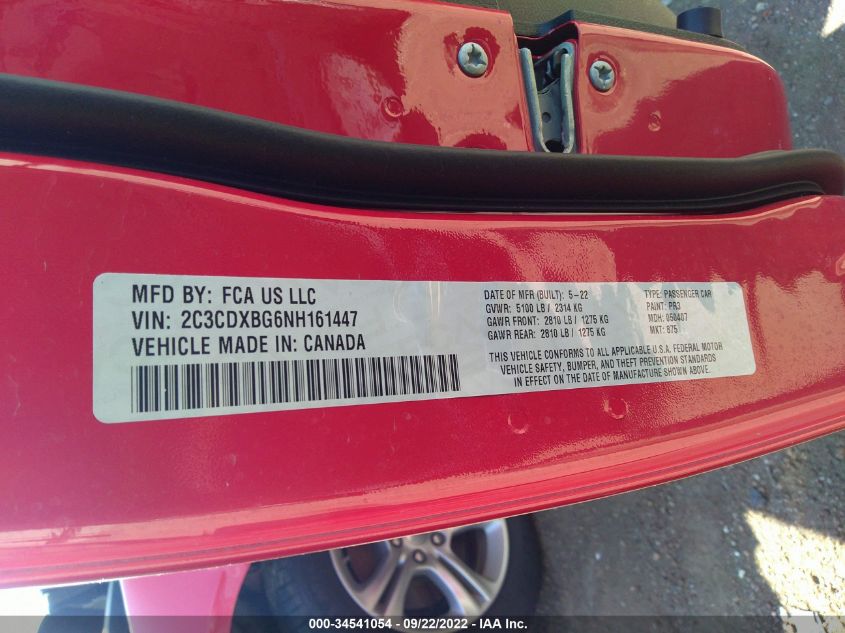 MFD BY: FCA US LLC
VIN: 2C3CDXBG6NH161447
VEHICLE MADE IN: CANADA
DATE OF MFR (BUILT): 5-22
GVWR: 5100 LB / 2314 KG
GAWR FRONT: 2810 LB / 1275 KG
GAWR REAR: 2810 LB / 1275 KG
TYPE: PASSENGER CAR
PAINT: PR3
MDH: 050407
MKT: 875
THIS VEHICLE CONFORMS TO ALL APPLICABLE U.S.A. FEDERAL MOTOR
VEHICLE SAFETY, BUMPER, AND THEFT PREVENTION STANDARDS
IN EFFECT ON THE DATE OF MANUFACTURE SHOWN ABOVE.
000-34541054 - 09/22/2022 - IAA Inc.